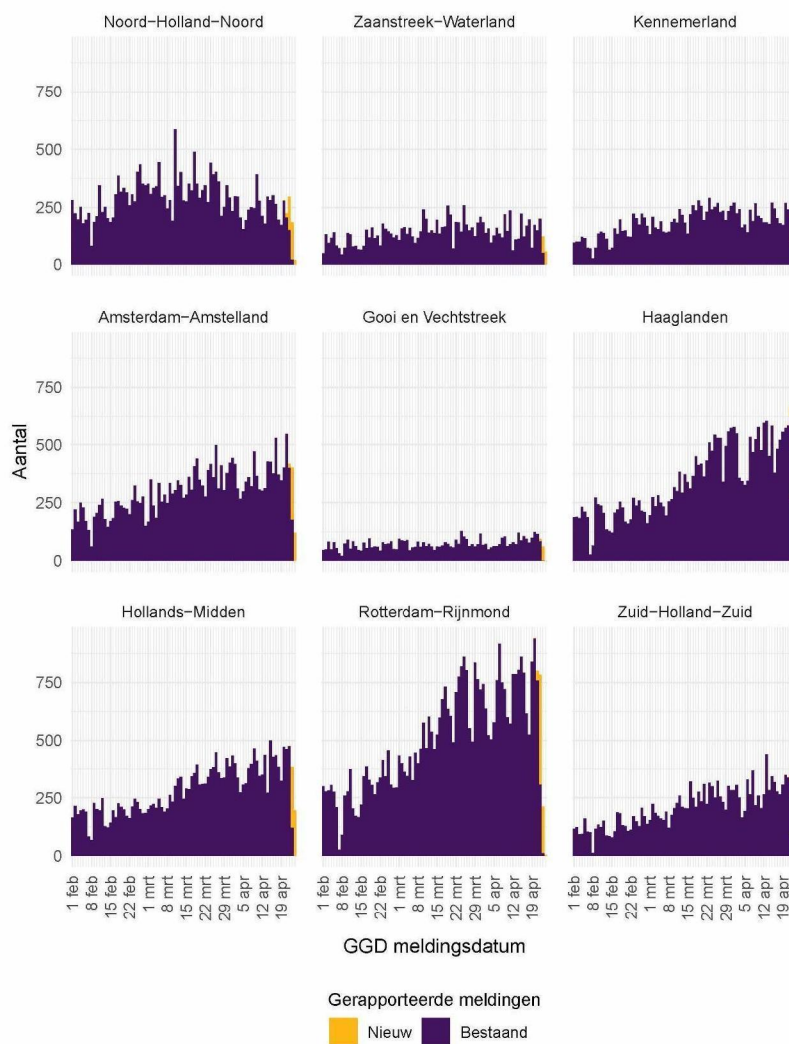 Noord-Holland-Noord
Zaanstreek-Waterland
Kennemerland
750
500
250
0
Amsterdam-Amstelland
Gooi en Vechtstreek
Haaglanden
750
500
250
0
Aantal
Hollands-Midden
Rotterdam-Rijnmond
Zuid-Holland-Zuid
750
500
250
0
1 feb
8 feb
15 feb
22 feb
1 mrt
8 mrt
15 mrt
22 mrt
29 mrt
5 apr
12 apr
19 apr
1 feb
8 feb
15 feb
22 feb
1 mrt
8 mrt
15 mrt
22 mrt
29 mrt
5 apr
12 apr
19 apr
1 feb
8 feb
15 feb
22 feb
1 mrt
8 mrt
15 mrt
22 mrt
29 mrt
5 apr
12 apr
19 apr
GGD meldingsdatum
Gerapporteerde meldingen
Nieuw
Bestaand